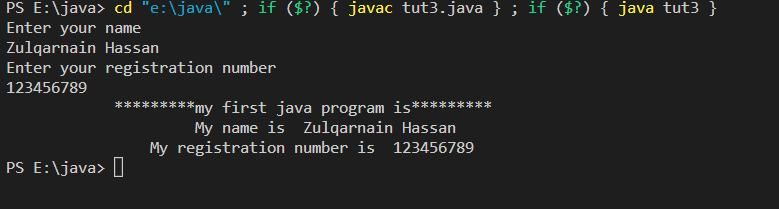 PS E:\java> cd "e:\java\" ; if ($?) { javac tut3.java } ; if ($?) { java tut3 }
Enter your name
Zulqarnain Hassan
Enter your registration number
123456789
*********my first java program is*********
My name is  Zulqarnain Hassan
My registration number is  123456789
PS E:\java>